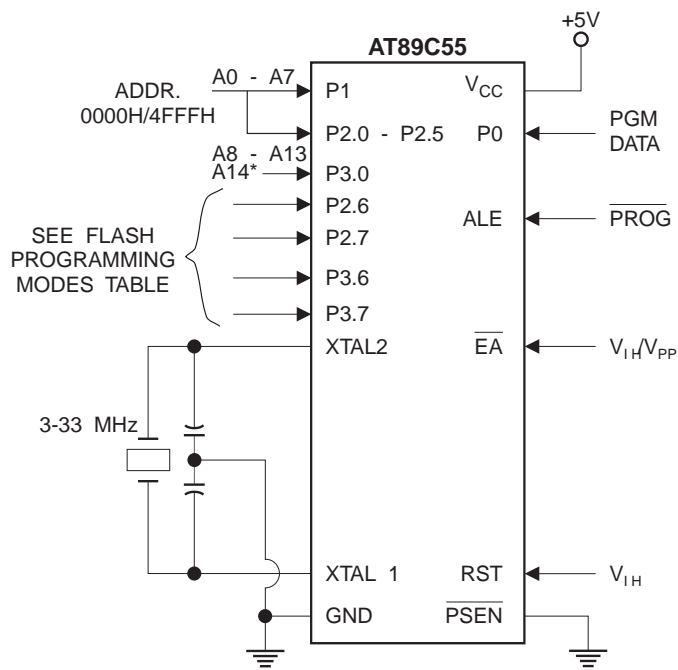 +5V
AT89C55
A0 - A7
ADDR.
0000H/4FFFH
P1
VCC
P2.0 - P2.5
P0
PGM
DATA
A8 - A13
A14*
P3.0
P2.6
ALE
PROG
SEE FLASH
PROGRAMMING
MODES TABLE
P2.7
P3.6
P3.7
XTAL2
EA
VIH/VPP
3-33 MHz
XTAL 1
RST
VIH
GND
PSEN